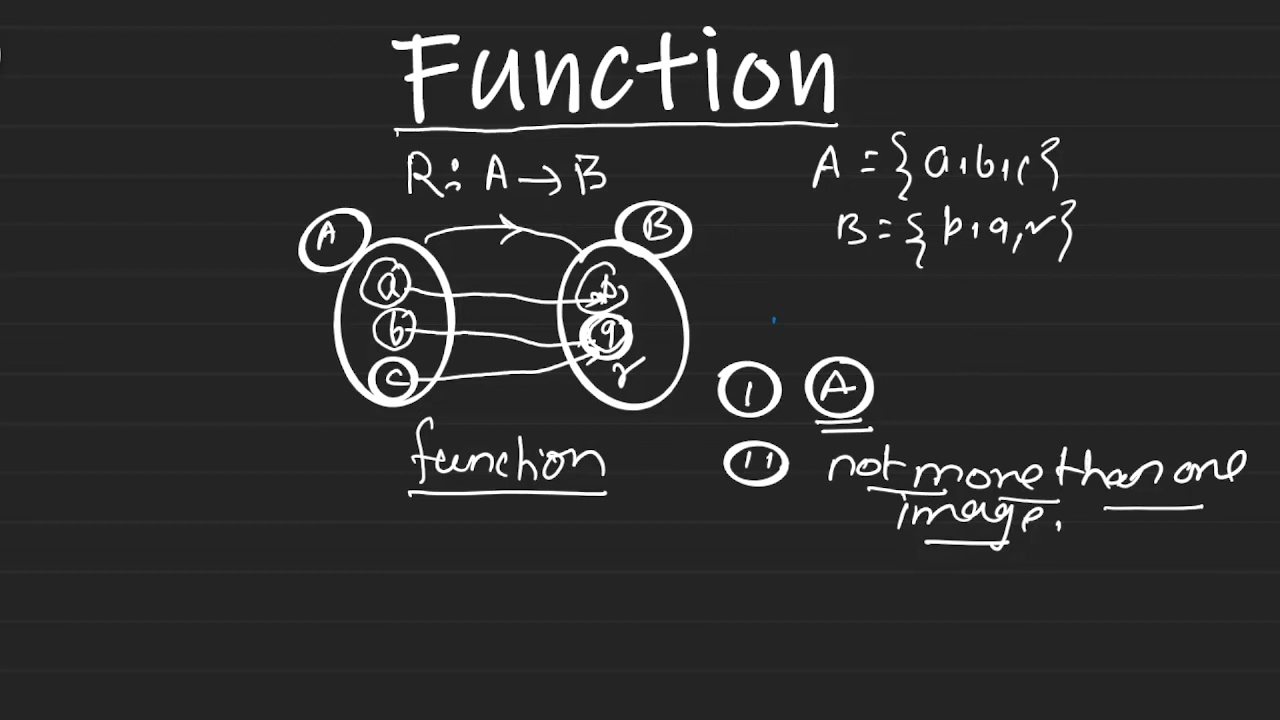 Function
R: A → B
A = {a, b, c}
B = {p, q, r}
A
B
a
b
q
c
r
I
A
function
II
not more than one
image.